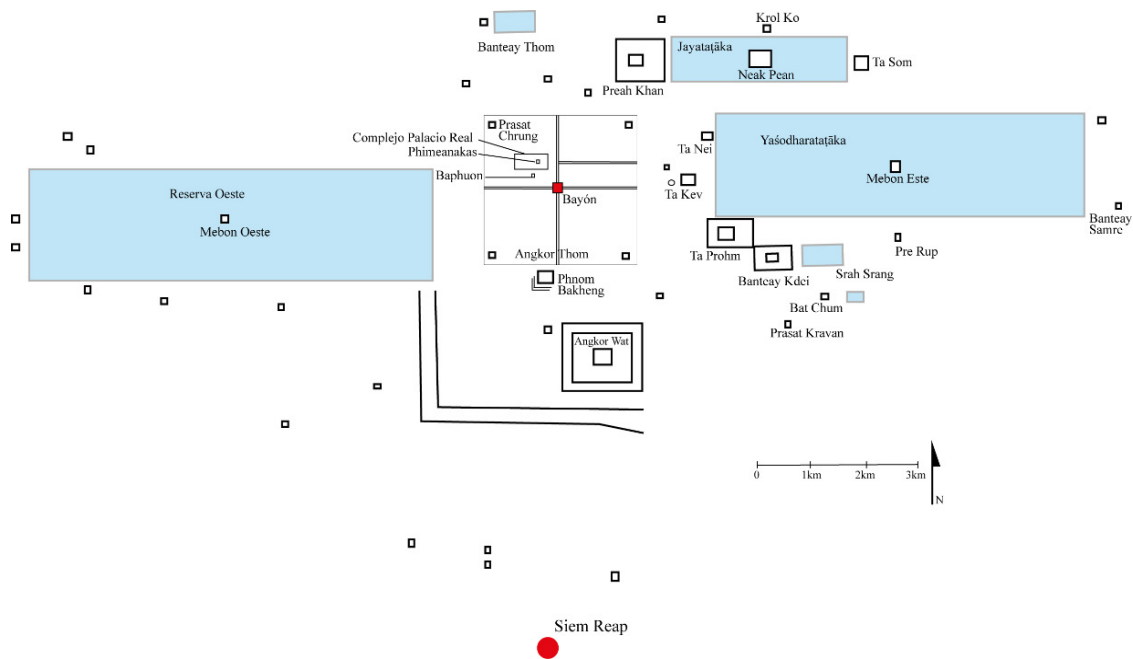 Krol Ko
Banteay Thom
Jayataṭāka
Neak Pean
Ta Som
Preah Khan
Prasat
Chrung
Complejo Palacio Real
Phimeanakas
Baphuon
Bayón
Angkor Thom
Phnom
Bakheng
Reserva Oeste
Mebon Oeste
Ta Nei
Yaśodharataṭāka
Mebon Este
Ta Kev
Banteay
Samre
Ta Prohm
Pre Rup
Banteay Kdei
Srah Srang
Bat Chum
Prasat Kravan
Angkor Wat
0 1km 2km 3km
N
Siem Reap